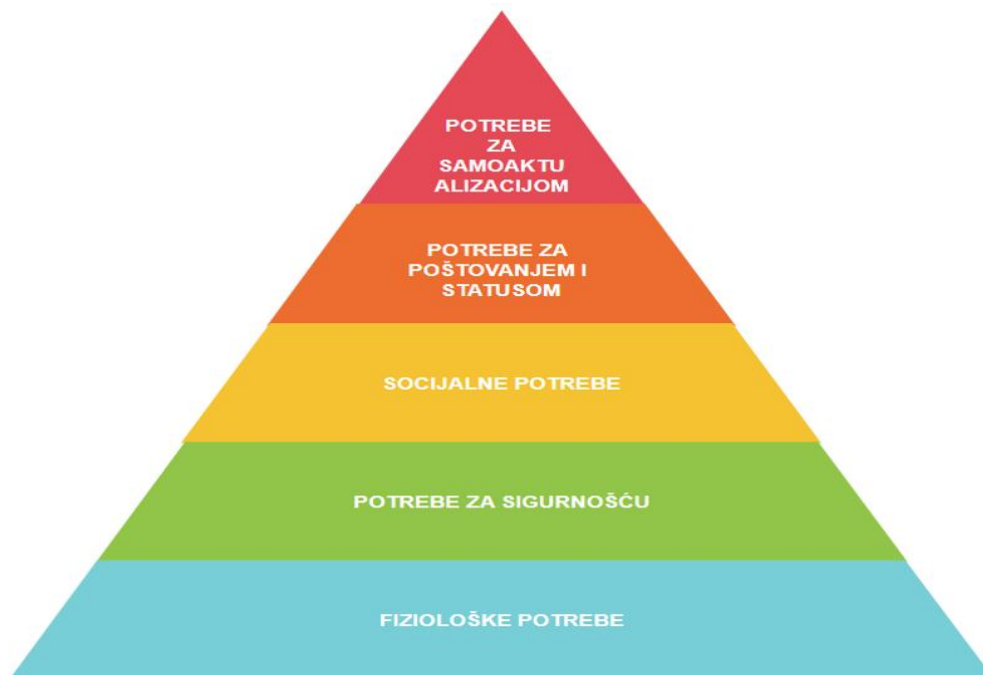 POTREBE
ZA
SAMOAKTU
ALIZACIJOM
POTREBE ZA
POŠTOVANJEM I
STATUSOM
SOCIJALNE POTREBE
POTREBE ZA SIGURNOŠĆU
FIZIOLOŠKE POTREBE